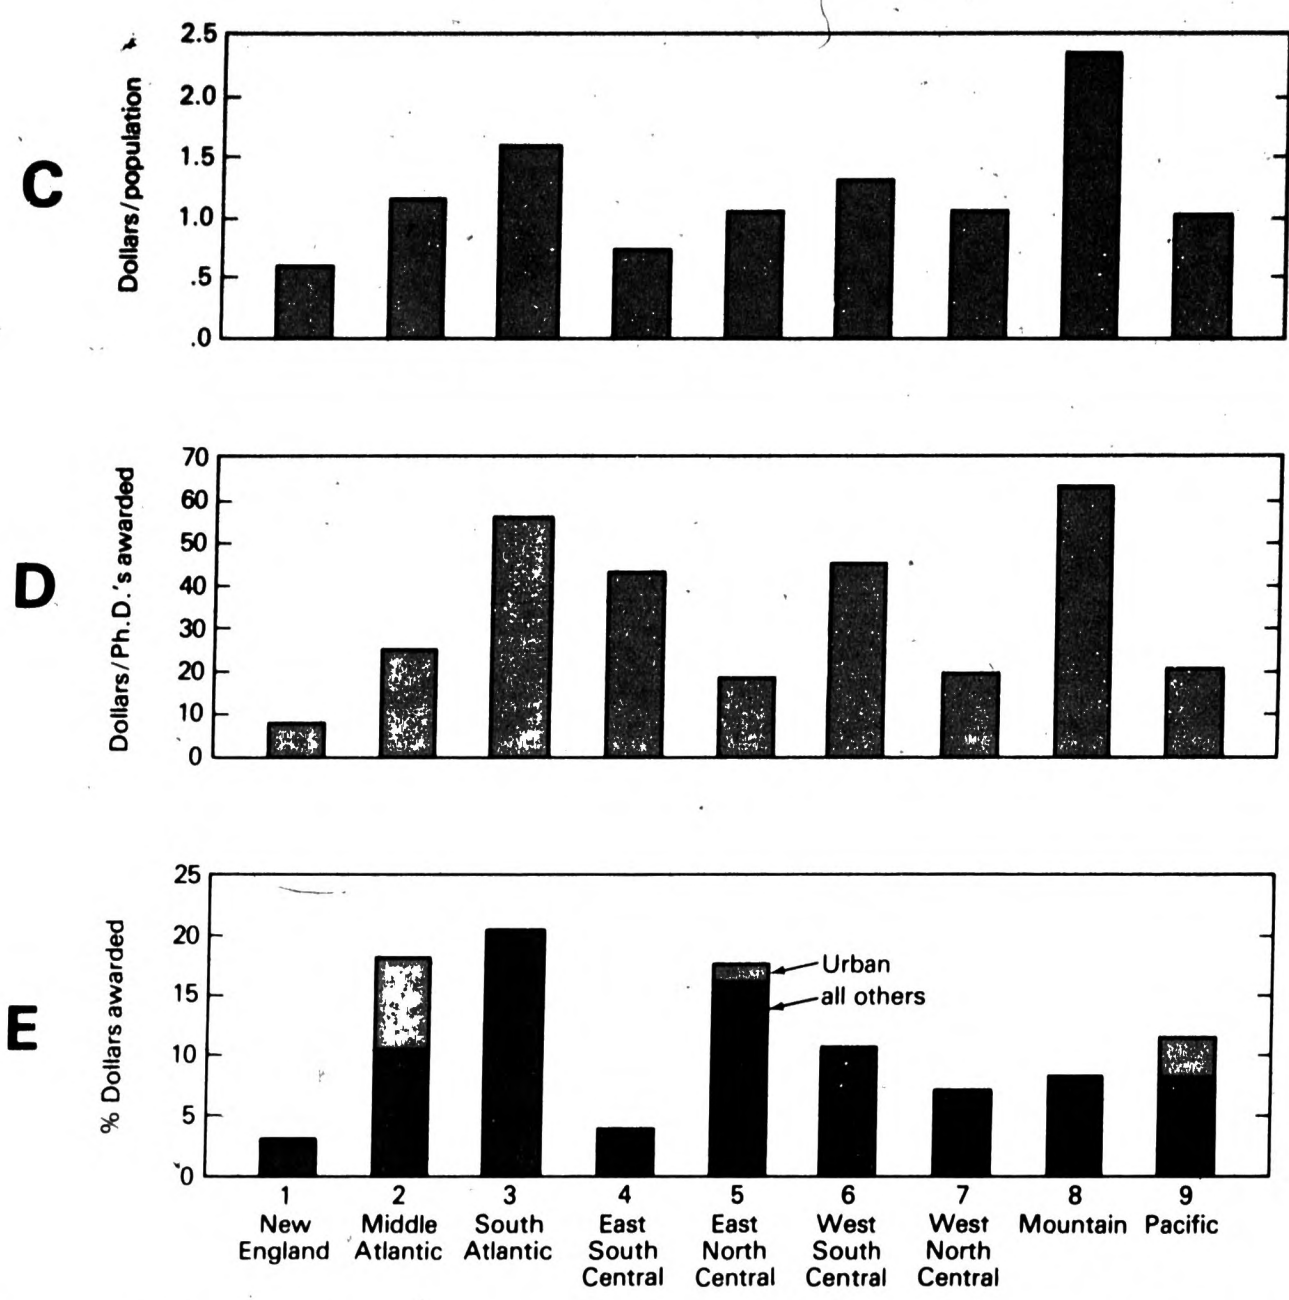 C
Dollars/population
2.5
2.0
1.5
1.0
.5
.0
D
Dollars/Ph.D.'s awarded
70
60
50
40
30
20
10
0
E
% Dollars awarded
25
20
15
10
5
0
Urban
all others
1 2 3 4 5 6 7 8 9
New Middle South East East West West Mountain Pacific
England Atlantic Atlantic South North South North
Central Central Central Central